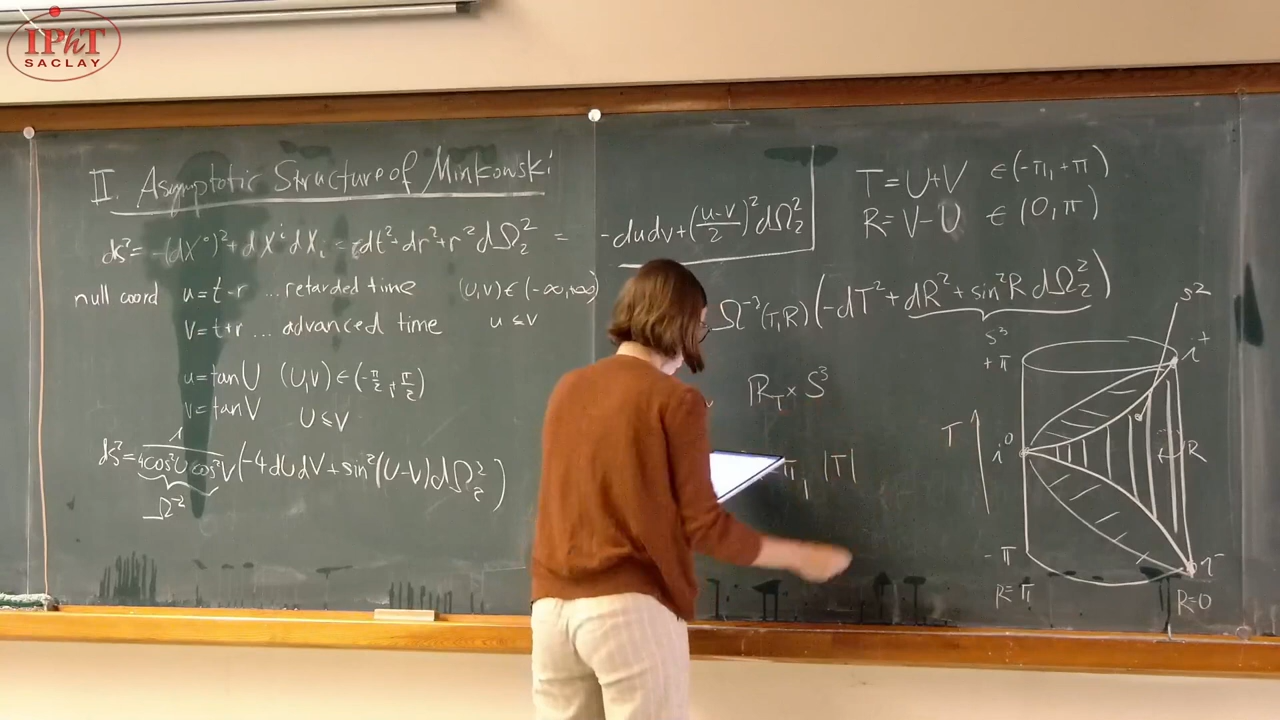 IPhT
SACLAY
II. Asymptotic Structure of Minkowski
ds² = -(dX⁰)² + dXⁱdXᵢ = -dt² + dr² + r²dΩ₂² = -dudv + (u-v/2)² dΩ₂²
null coord u = t-r ... retarded time (u,v) ∈ (-∞,+∞)
v = t+r ... advanced time u ≤ v
u = tan U (U,V) ∈ (-π/2, π/2)
v = tan V U ≤ V
ds² = 1/4cos²U cos²V (-4dUdV + sin²(U-V)dΩ₂²)
Ω⁻²
T = U+V ∈ (-π, +π)
R = V-U ∈ (0, π)
Ω⁻²(T,R)(-dT² + dR² + sin²R dΩ₂²)
S³
ℝ_T × S³
π, |T|
S²
+π
i⁺
T
i⁰
R
-π
i⁻
R=π
R=0